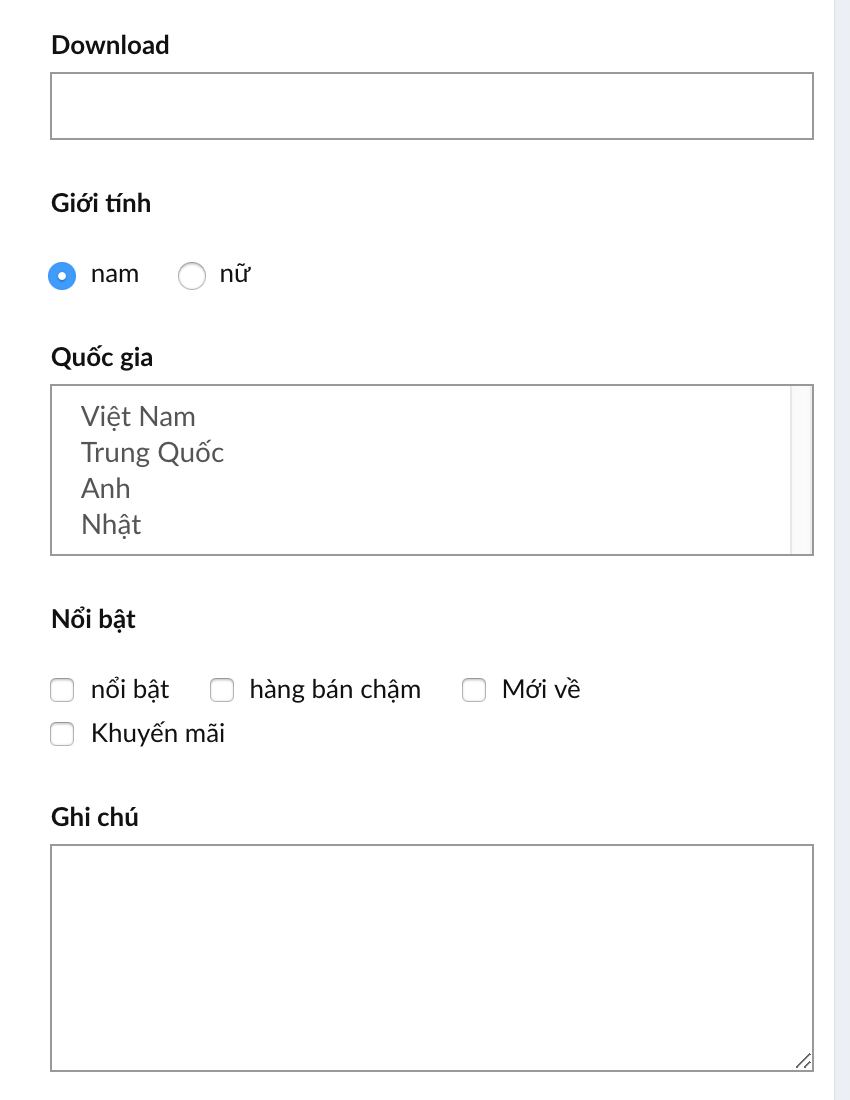 Download
Giới tính
nam nữ
Quốc gia
Việt Nam
Trung Quốc
Anh
Nhật
Nổi bật
nổi bật hàng bán chậm Mới về
Khuyến mãi
Ghi chú